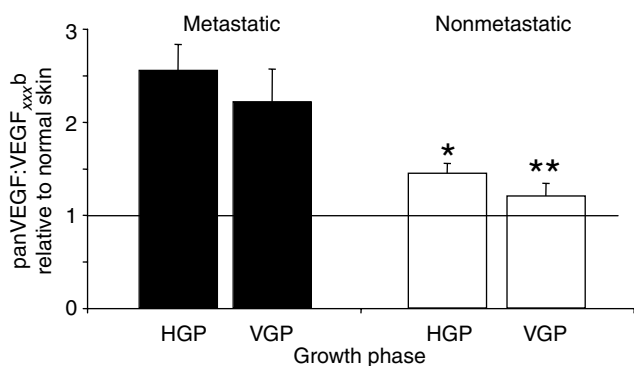 panVEGF:VEGFxxxb
relative to normal skin
3
2
1
0
Metastatic Nonmetastatic
* **
HGP VGP HGP VGP
Growth phase